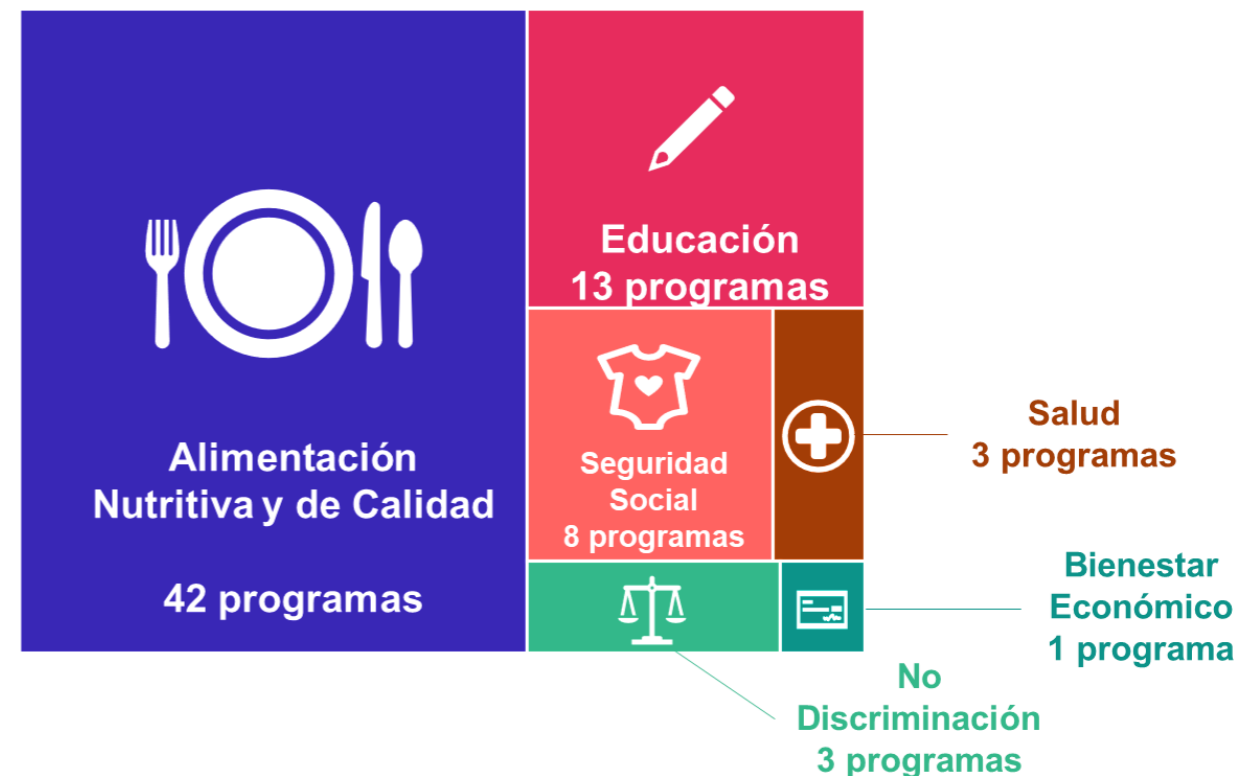 Educación
13 programas
Alimentación
Nutritiva y de Calidad
42 programas
Seguridad
Social
8 programas
Salud
3 programas
Bienestar
Económico
1 programa
No
Discriminación
3 programas